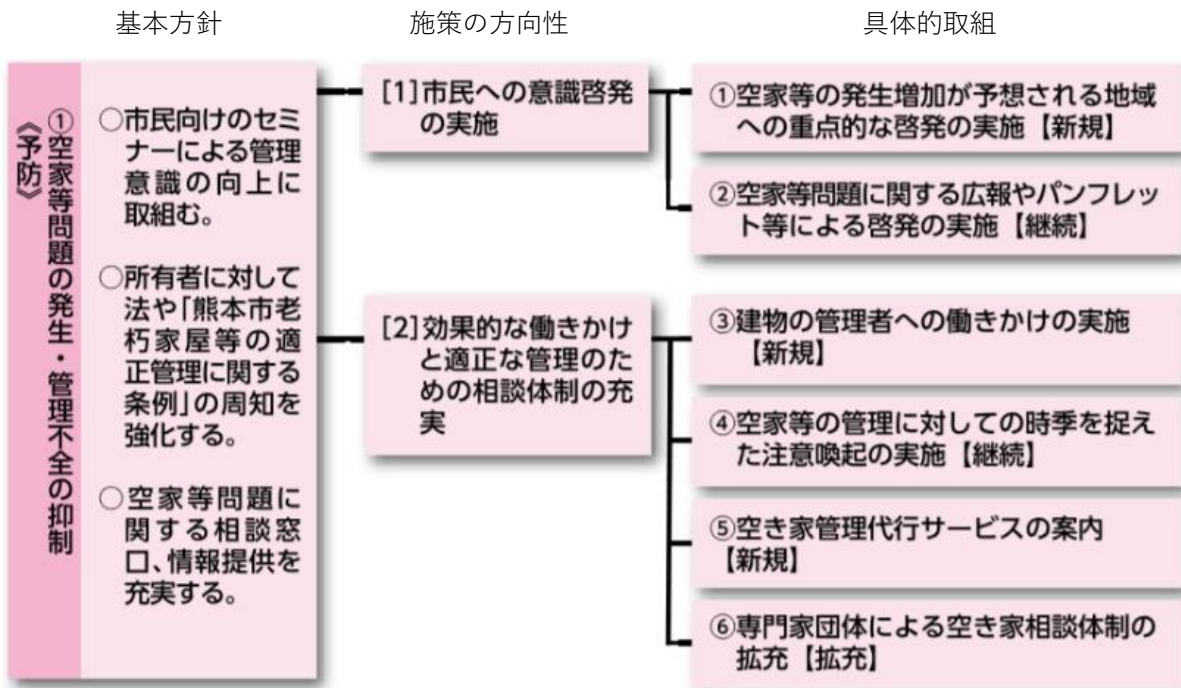 基本方針
施策の方向性
具体的取組
①空家等問題の発生・管理不全の抑制
《予防》
○市民向けのセミ
ナーによる管理
意識の向上に
取組む。
○所有者に対して
法や「熊本市老
朽家屋等の適
正管理に関する
条例」の周知を
強化する。
○空家等問題に
関する相談窓
口、情報提供を
充実する。
[1]市民への意識啓発
の実施
①空家等の発生増加が予想される地域
への重点的な啓発の実施【新規】
②空家等問題に関する広報やパンフレッ
ト等による啓発の実施【継続】
[2]効果的な働きかけ
と適正な管理のた
めの相談体制の充
実
③建物の管理者への働きかけの実施
【新規】
④空家等の管理に対しての時季を捉え
た注意喚起の実施【継続】
⑤空き家管理代行サービスの案内
【新規】
⑥専門家団体による空き家相談体制の
拡充【拡充】